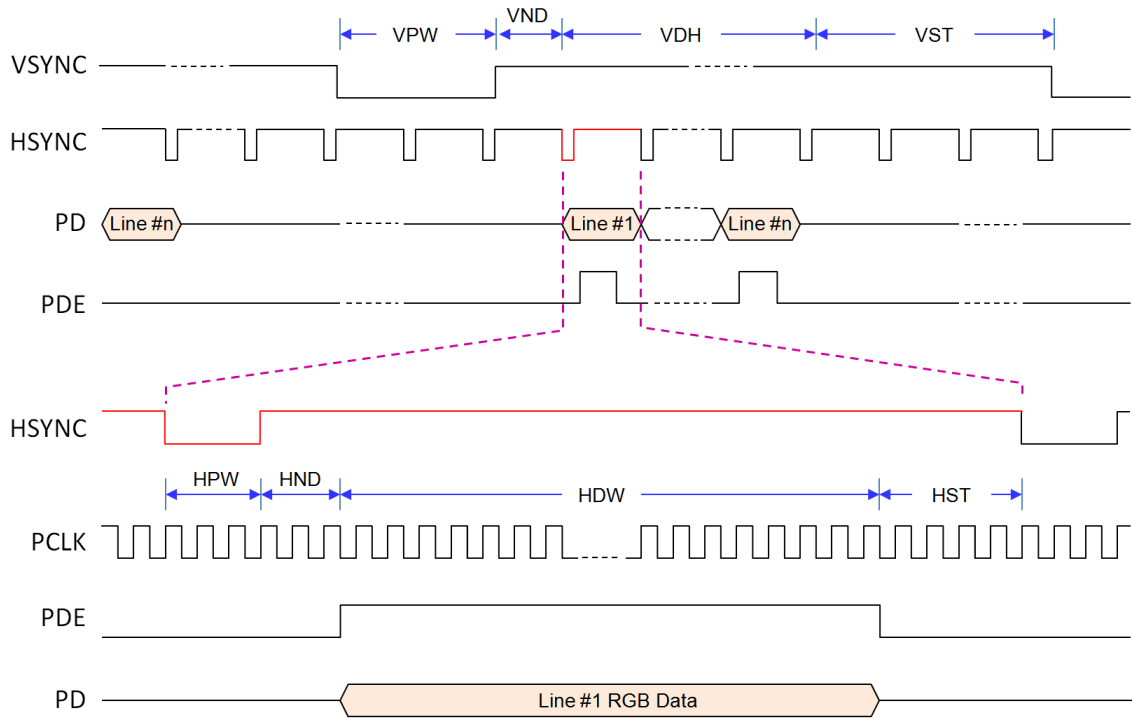 VPW VND VDH VST
VSYNC
HSYNC
PD Line #n Line #1 Line #n
PDE
HSYNC
HPW HND HDW HST
PCLK
PDE
PD Line #1 RGB Data